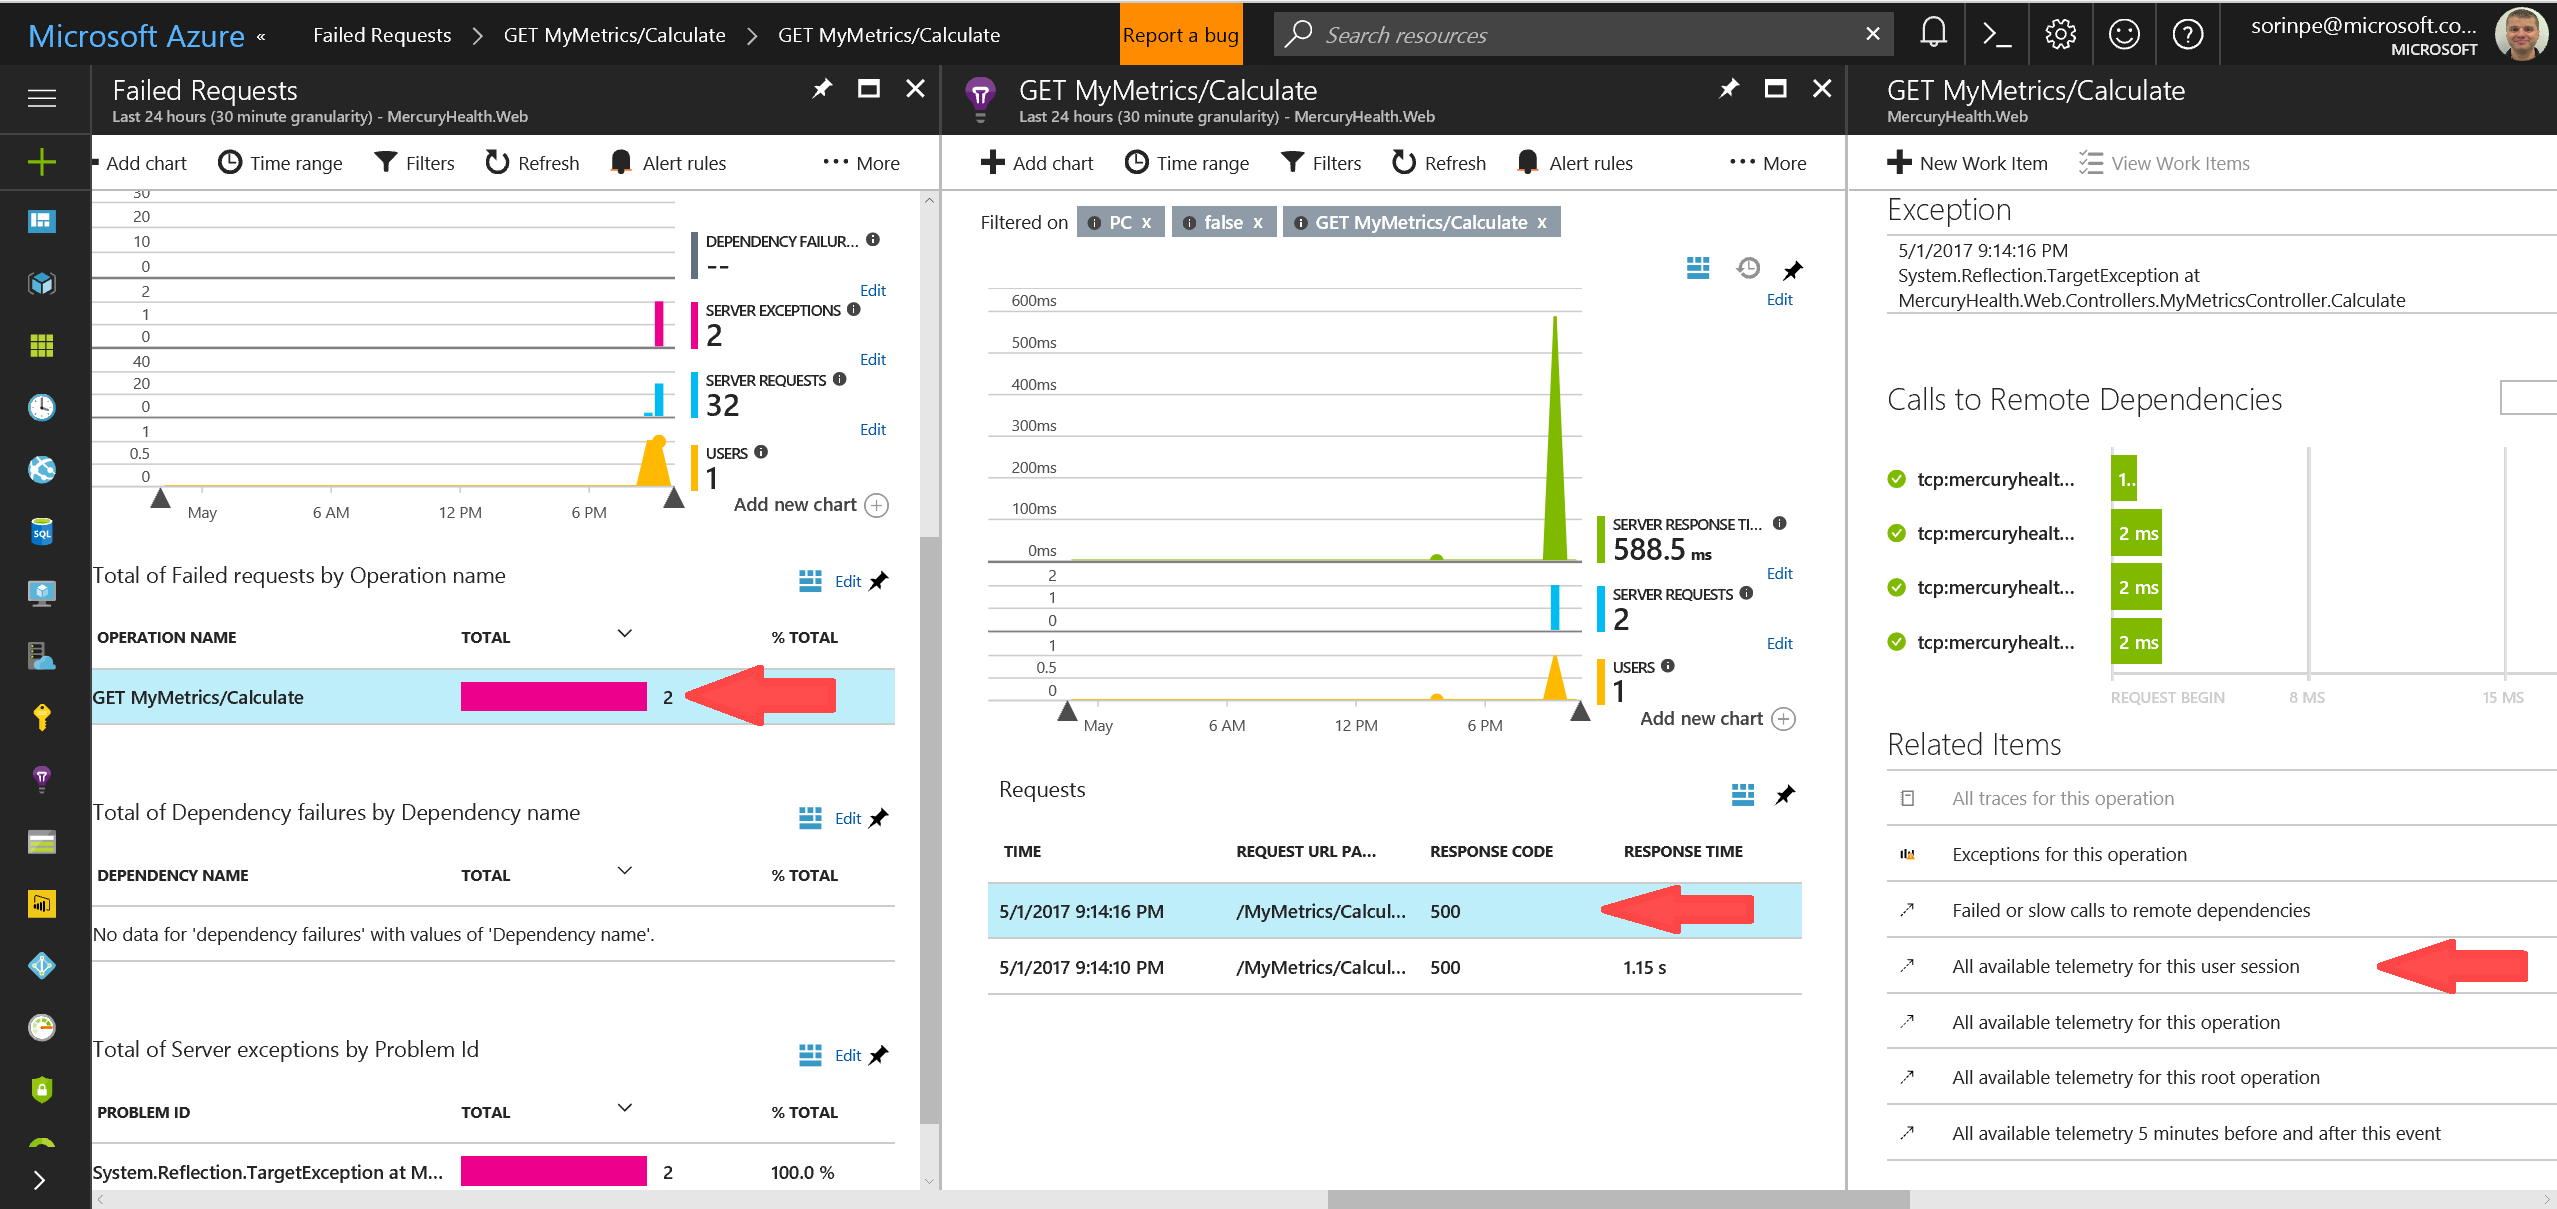 Microsoft Azure «
Failed Requests > GET MyMetrics/Calculate > GET MyMetrics/Calculate
Report a bug
Search resources
sorinpe@microsoft.co...
MICROSOFT
Failed Requests
Last 24 hours (30 minute granularity) - MercuryHealth.Web
Add chart
Time range
Filters
Refresh
Alert rules
More
30
20
10
0
DEPENDENCY FAILUR...
--
Edit
2
1
0
SERVER EXCEPTIONS
2
Edit
40
20
0
SERVER REQUESTS
32
Edit
1
0.5
0
USERS
1
May
6 AM
12 PM
6 PM
Add new chart
Total of Failed requests by Operation name
Edit
OPERATION NAME TOTAL % TOTAL
GET MyMetrics/Calculate 2
Total of Dependency failures by Dependency name
Edit
DEPENDENCY NAME TOTAL % TOTAL
No data for 'dependency failures' with values of 'Dependency name'.
Total of Server exceptions by Problem Id
Edit
PROBLEM ID TOTAL % TOTAL
System.Reflection.TargetException at M... 2 100.0 %
GET MyMetrics/Calculate
Last 24 hours (30 minute granularity) - MercuryHealth.Web
Add chart
Time range
Filters
Refresh
Alert rules
More
Filtered on PC x false x GET MyMetrics/Calculate x
Edit
600ms
500ms
400ms
300ms
200ms
100ms
0ms
SERVER RESPONSE TI...
588.5 ms
Edit
2
1
0
SERVER REQUESTS
2
Edit
1
0.5
0
USERS
1
May
6 AM
12 PM
6 PM
Add new chart
Requests
TIME REQUEST URL PA... RESPONSE CODE RESPONSE TIME
5/1/2017 9:14:16 PM /MyMetrics/Calcul... 500
5/1/2017 9:14:10 PM /MyMetrics/Calcul... 500 1.15 s
GET MyMetrics/Calculate
MercuryHealth.Web
New Work Item
View Work Items
Exception
5/1/2017 9:14:16 PM
System.Reflection.TargetException at
MercuryHealth.Web.Controllers.MyMetricsController.Calculate
Calls to Remote Dependencies
tcp:mercuryhealt... 1..
tcp:mercuryhealt... 2 ms
tcp:mercuryhealt... 2 ms
tcp:mercuryhealt... 2 ms
REQUEST BEGIN 8 MS 15 MS
Related Items
All traces for this operation
Exceptions for this operation
Failed or slow calls to remote dependencies
All available telemetry for this user session
All available telemetry for this operation
All available telemetry for this root operation
All available telemetry 5 minutes before and after this event
SQL